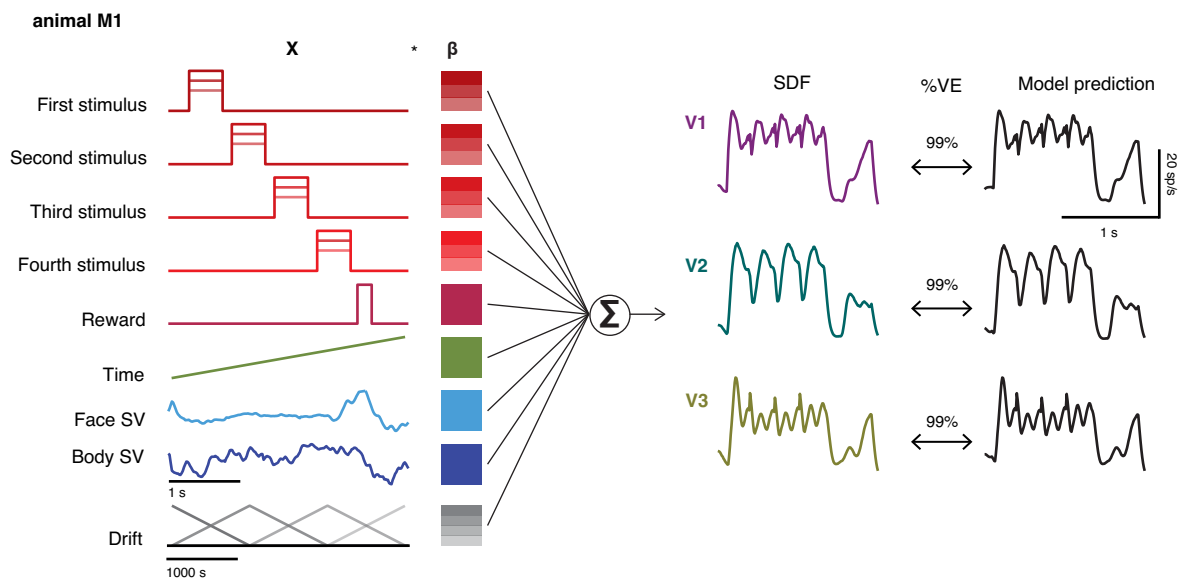 animal M1
X * β
First stimulus
Second stimulus
Third stimulus
Fourth stimulus
Reward
Time
Face SV
Body SV
1 s
Drift
1000 s
Σ
SDF %VE Model prediction
V1
99%
20 sp/s
1 s
V2
99%
V3
99%